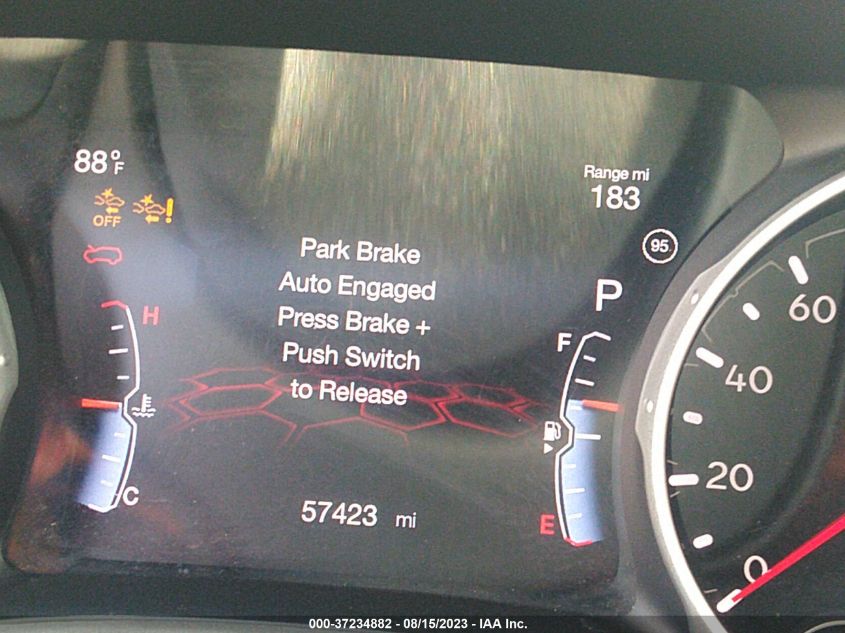 88°F
Range mi
183
OFF
!
95
Park Brake
Auto Engaged
Press Brake +
Push Switch
to Release
P
H
C
F
E
57423 mi
60
40
20
0
000-37234882 - 08/15/2023 - IAA Inc.